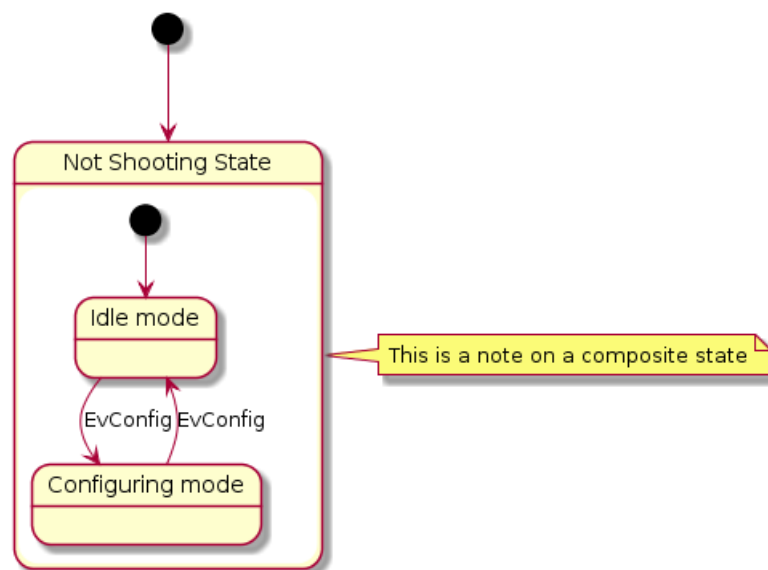 Not Shooting State
Idle mode
This is a note on a composite state
EvConfig
EvConfig
Configuring mode